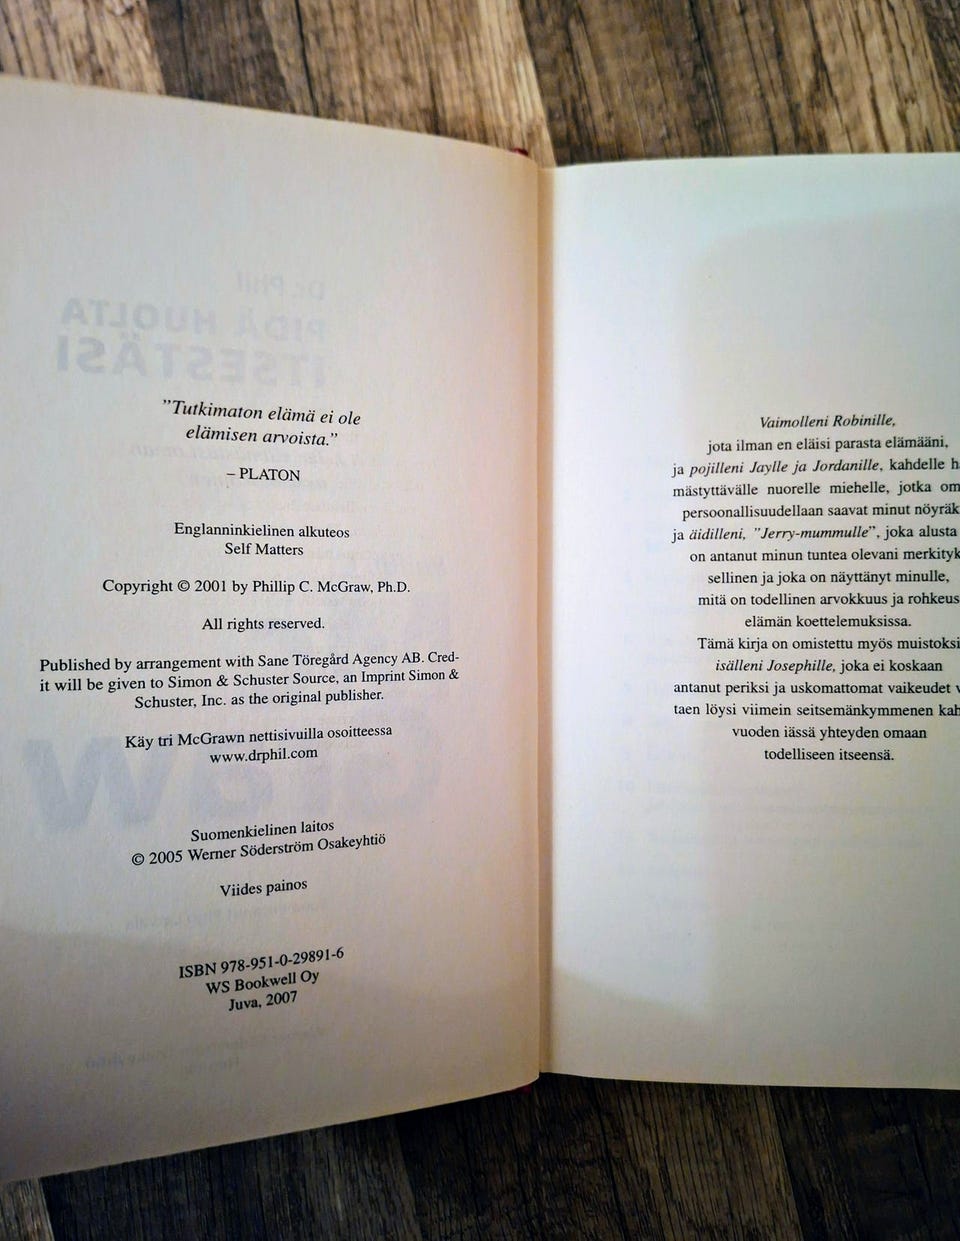 ”Tutkimaton elämä ei ole
elämisen arvoista.”
– PLATON
Englanninkielinen alkuteos
Self Matters
Copyright © 2001 by Phillip C. McGraw, Ph.D.
All rights reserved.
Published by arrangement with Sane Töregård Agency AB. Cred-
it will be given to Simon & Schuster Source, an Imprint Simon &
Schuster, Inc. as the original publisher.
Käy tri McGrawn nettisivuilla osoitteessa
www.drphil.com
Suomenkielinen laitos
© 2005 Werner Söderström Osakeyhtiö
Viides painos
ISBN 978-951-0-29891-6
WS Bookwell Oy
Juva, 2007
Vaimolleni Robinille,
jota ilman en eläisi parasta elämääni,
ja pojilleni Jaylle ja Jordanille, kahdelle
mästyttävälle nuorelle miehelle, jotka
persoonallisuudellaan saavat minut
ja äidilleni, ”Jerry-mummulle”, joka alusta
on antanut minun tuntea olevani
sellinen ja joka on näyttänyt minulle,
mitä on todellinen arvokkuus ja rohkeus
elämän koettelemuksissa.
Tämä kirja on omistettu myös muistoksi
isälleni Josephille, joka ei koskaan
antanut periksi ja uskomattomat vaikeudet
taen löysi viimein seitsemänkymmenen
vuoden iässä yhteyden omaan
todelliseen itseensä.
Dr. Phil
PIDÄ HUOLTA
ITSESTÄSI